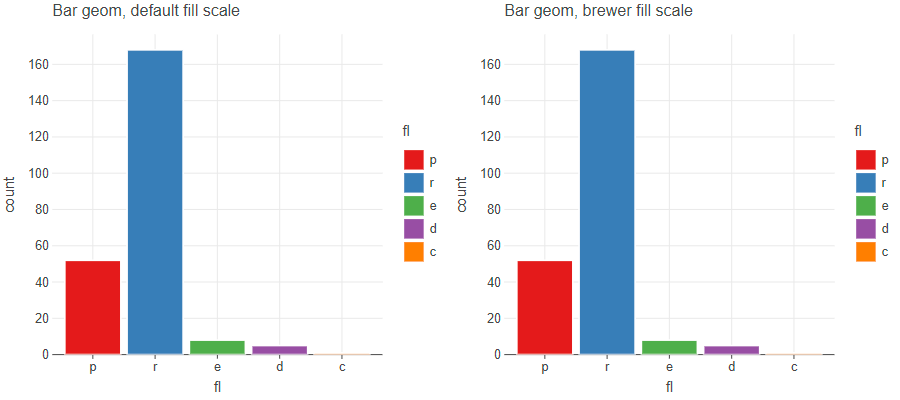 Bar geom, default fill scale
count
160
140
120
100
80
60
40
20
0
p r e d c
fl
fl
p
r
e
d
c
Bar geom, brewer fill scale
count
160
140
120
100
80
60
40
20
0
p r e d c
fl
fl
p
r
e
d
c